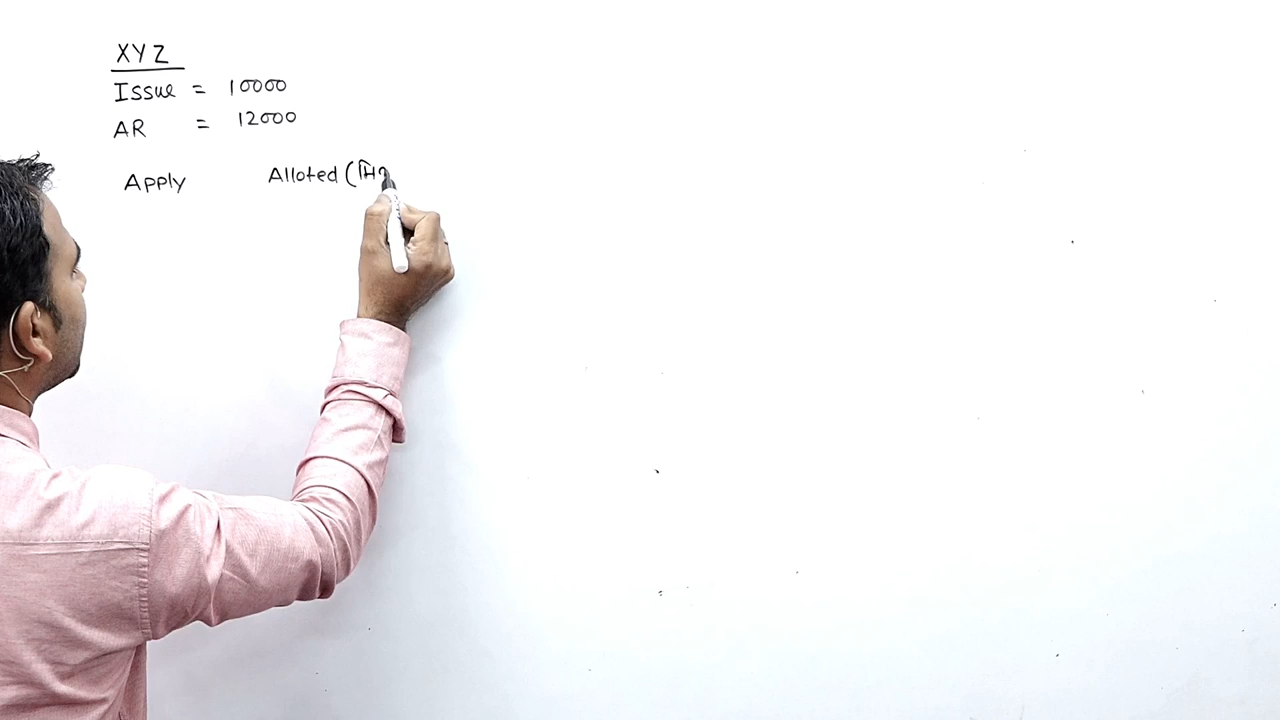 XYZ
Issue = 10000
AR = 12000
Apply Alloted (